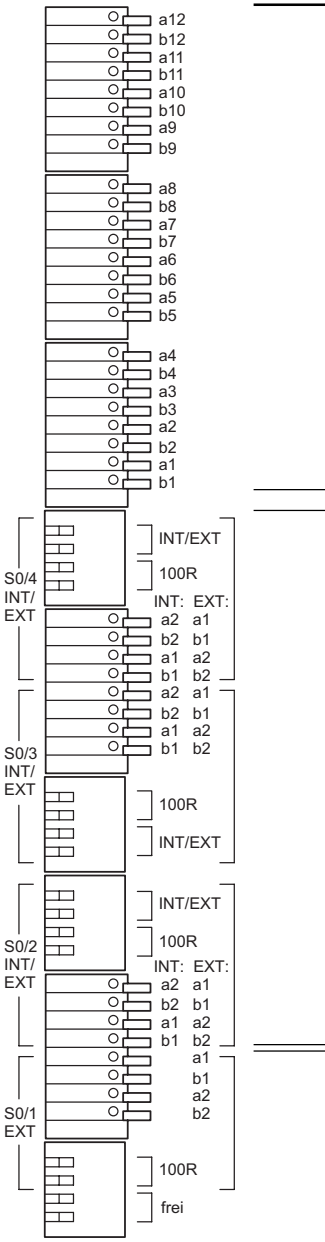 a12
b12
a11
b11
a10
b10
a9
b9
a8
b8
a7
b7
a6
b6
a5
b5
a4
b4
a3
b3
a2
b2
a1
b1
INT/EXT
100R
S0/4
INT/
EXT
INT: EXT:
a2 a1
b2 b1
a1 a2
b1 b2
a2 a1
b2 b1
a1 a2
b1 b2
S0/3
INT/
EXT
100R
INT/EXT
INT/EXT
100R
S0/2
INT/
EXT
INT: EXT:
a2 a1
b2 b1
a1 a2
b1 b2
a1
b1
a2
b2
S0/1
EXT
100R
frei